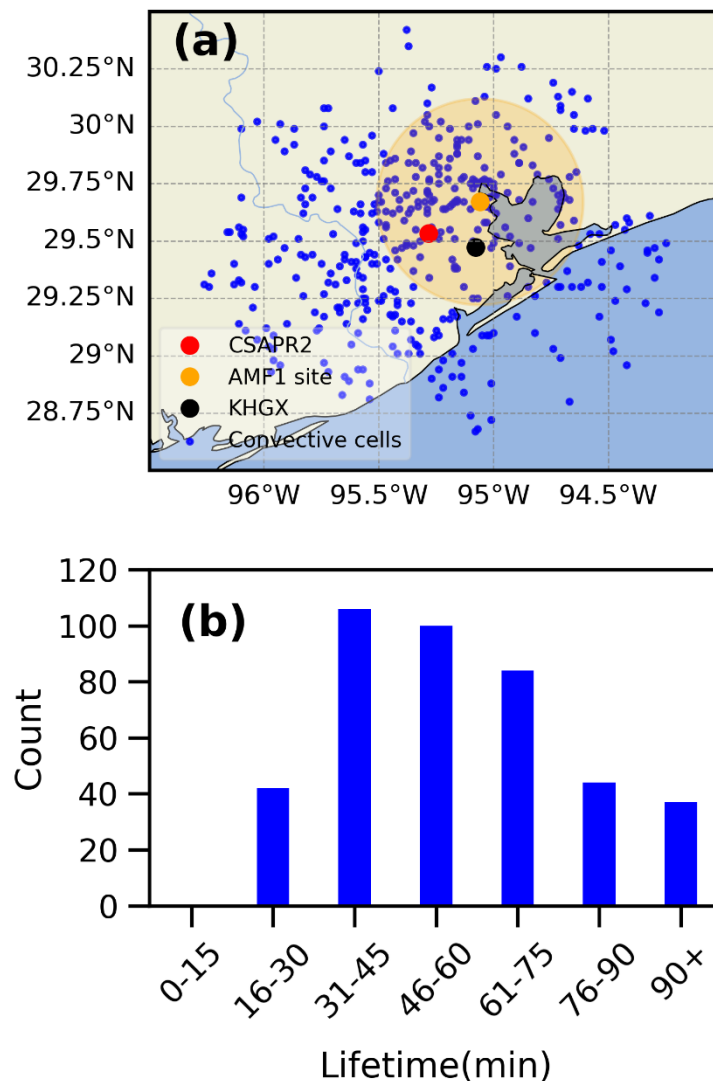 (a)
30.25°N
30°N
29.75°N
29.5°N
29.25°N
29°N
28.75°N
CSAPR2
AMF1 site
KHGX
Convective cells
96°W 95.5°W 95°W 94.5°W
(b)
120
100
80
60
40
20
0
Count
0-15 16-30 31-45 46-60 61-75 76-90 90+
Lifetime(min)